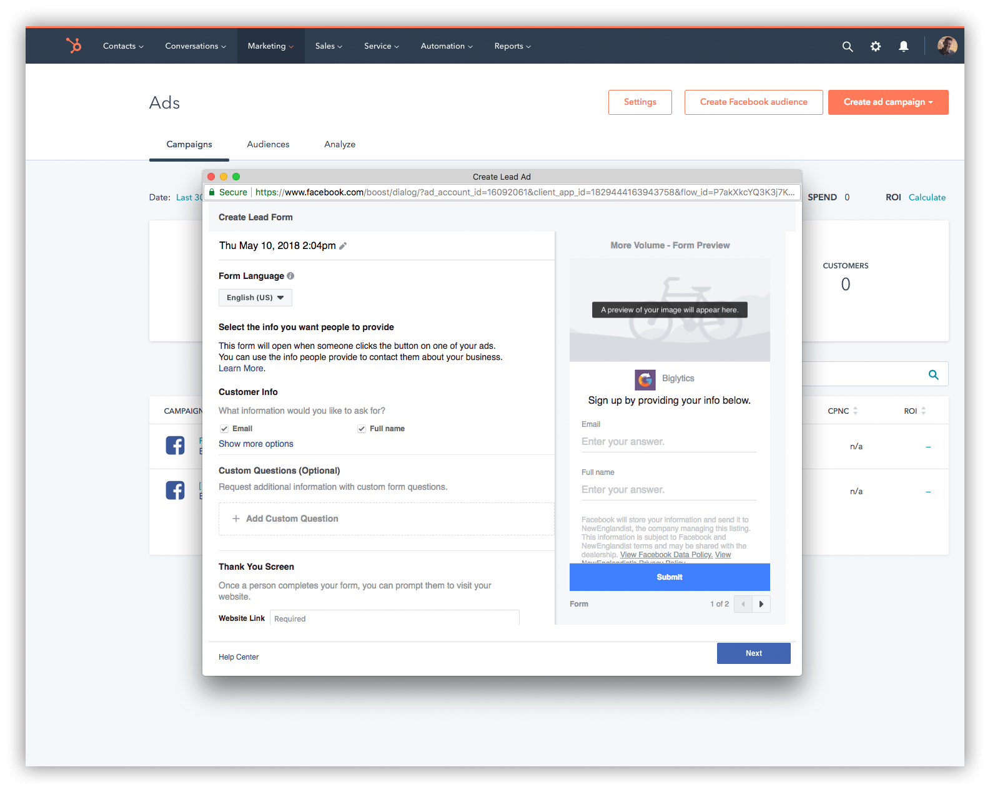 Contacts
Conversations
Marketing
Sales
Service
Automation
Reports
Ads
Settings
Create Facebook audience
Create ad campaign
Campaigns
Audiences
Analyze
Date: Last 30
SPEND 0
ROI Calculate
CUSTOMERS
0
CAMPAIGN
CPNC
ROI
n/a
–
n/a
–
Create Lead Ad
Secure https://www.facebook.com/boost/dialog/?ad_account_id=16092061&client_app_id=1829444163943758&flow_id=P7akXkcYQ3K3j7K...
Create Lead Form
Thu May 10, 2018 2:04pm
Form Language
English (US)
Select the info you want people to provide
This form will open when someone clicks the button on one of your ads.
You can use the info people provide to contact them about your business.
Learn More.
Customer Info
What information would you like to ask for?
Email
Full name
Show more options
Custom Questions (Optional)
Request additional information with custom form questions.
+ Add Custom Question
Thank You Screen
Once a person completes your form, you can prompt them to visit your
website.
Website Link
Required
More Volume - Form Preview
A preview of your image will appear here.
Biglytics
Sign up by providing your info below.
Email
Enter your answer.
Full name
Enter your answer.
Facebook will store your information and send it to
NewEnglandist, the company managing this listing.
This information is subject to Facebook and
NewEnglandist terms and may be shared with the
dealership. View Facebook Data Policy. View
NewEnglandist's Privacy Policy
Submit
Form
1 of 2
Help Center
Next